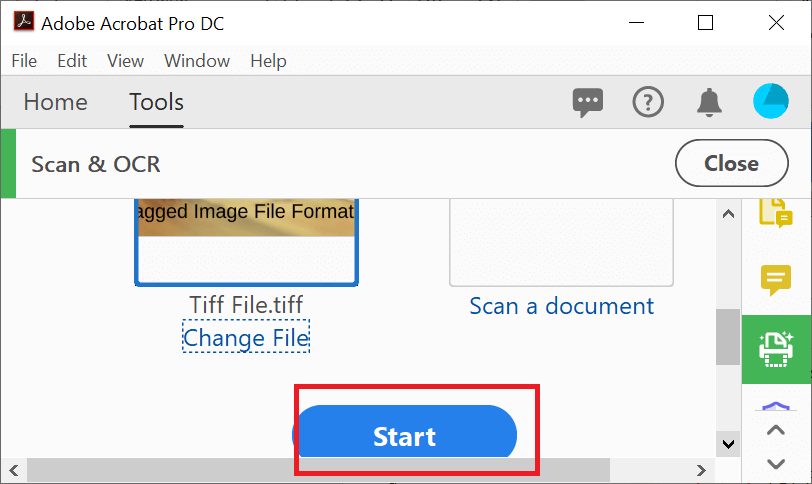 Adobe Acrobat Pro DC
File Edit View Window Help
Home Tools
Scan & OCR Close
agged Image File Format
Tiff File.tiff
Change File
Scan a document
Start